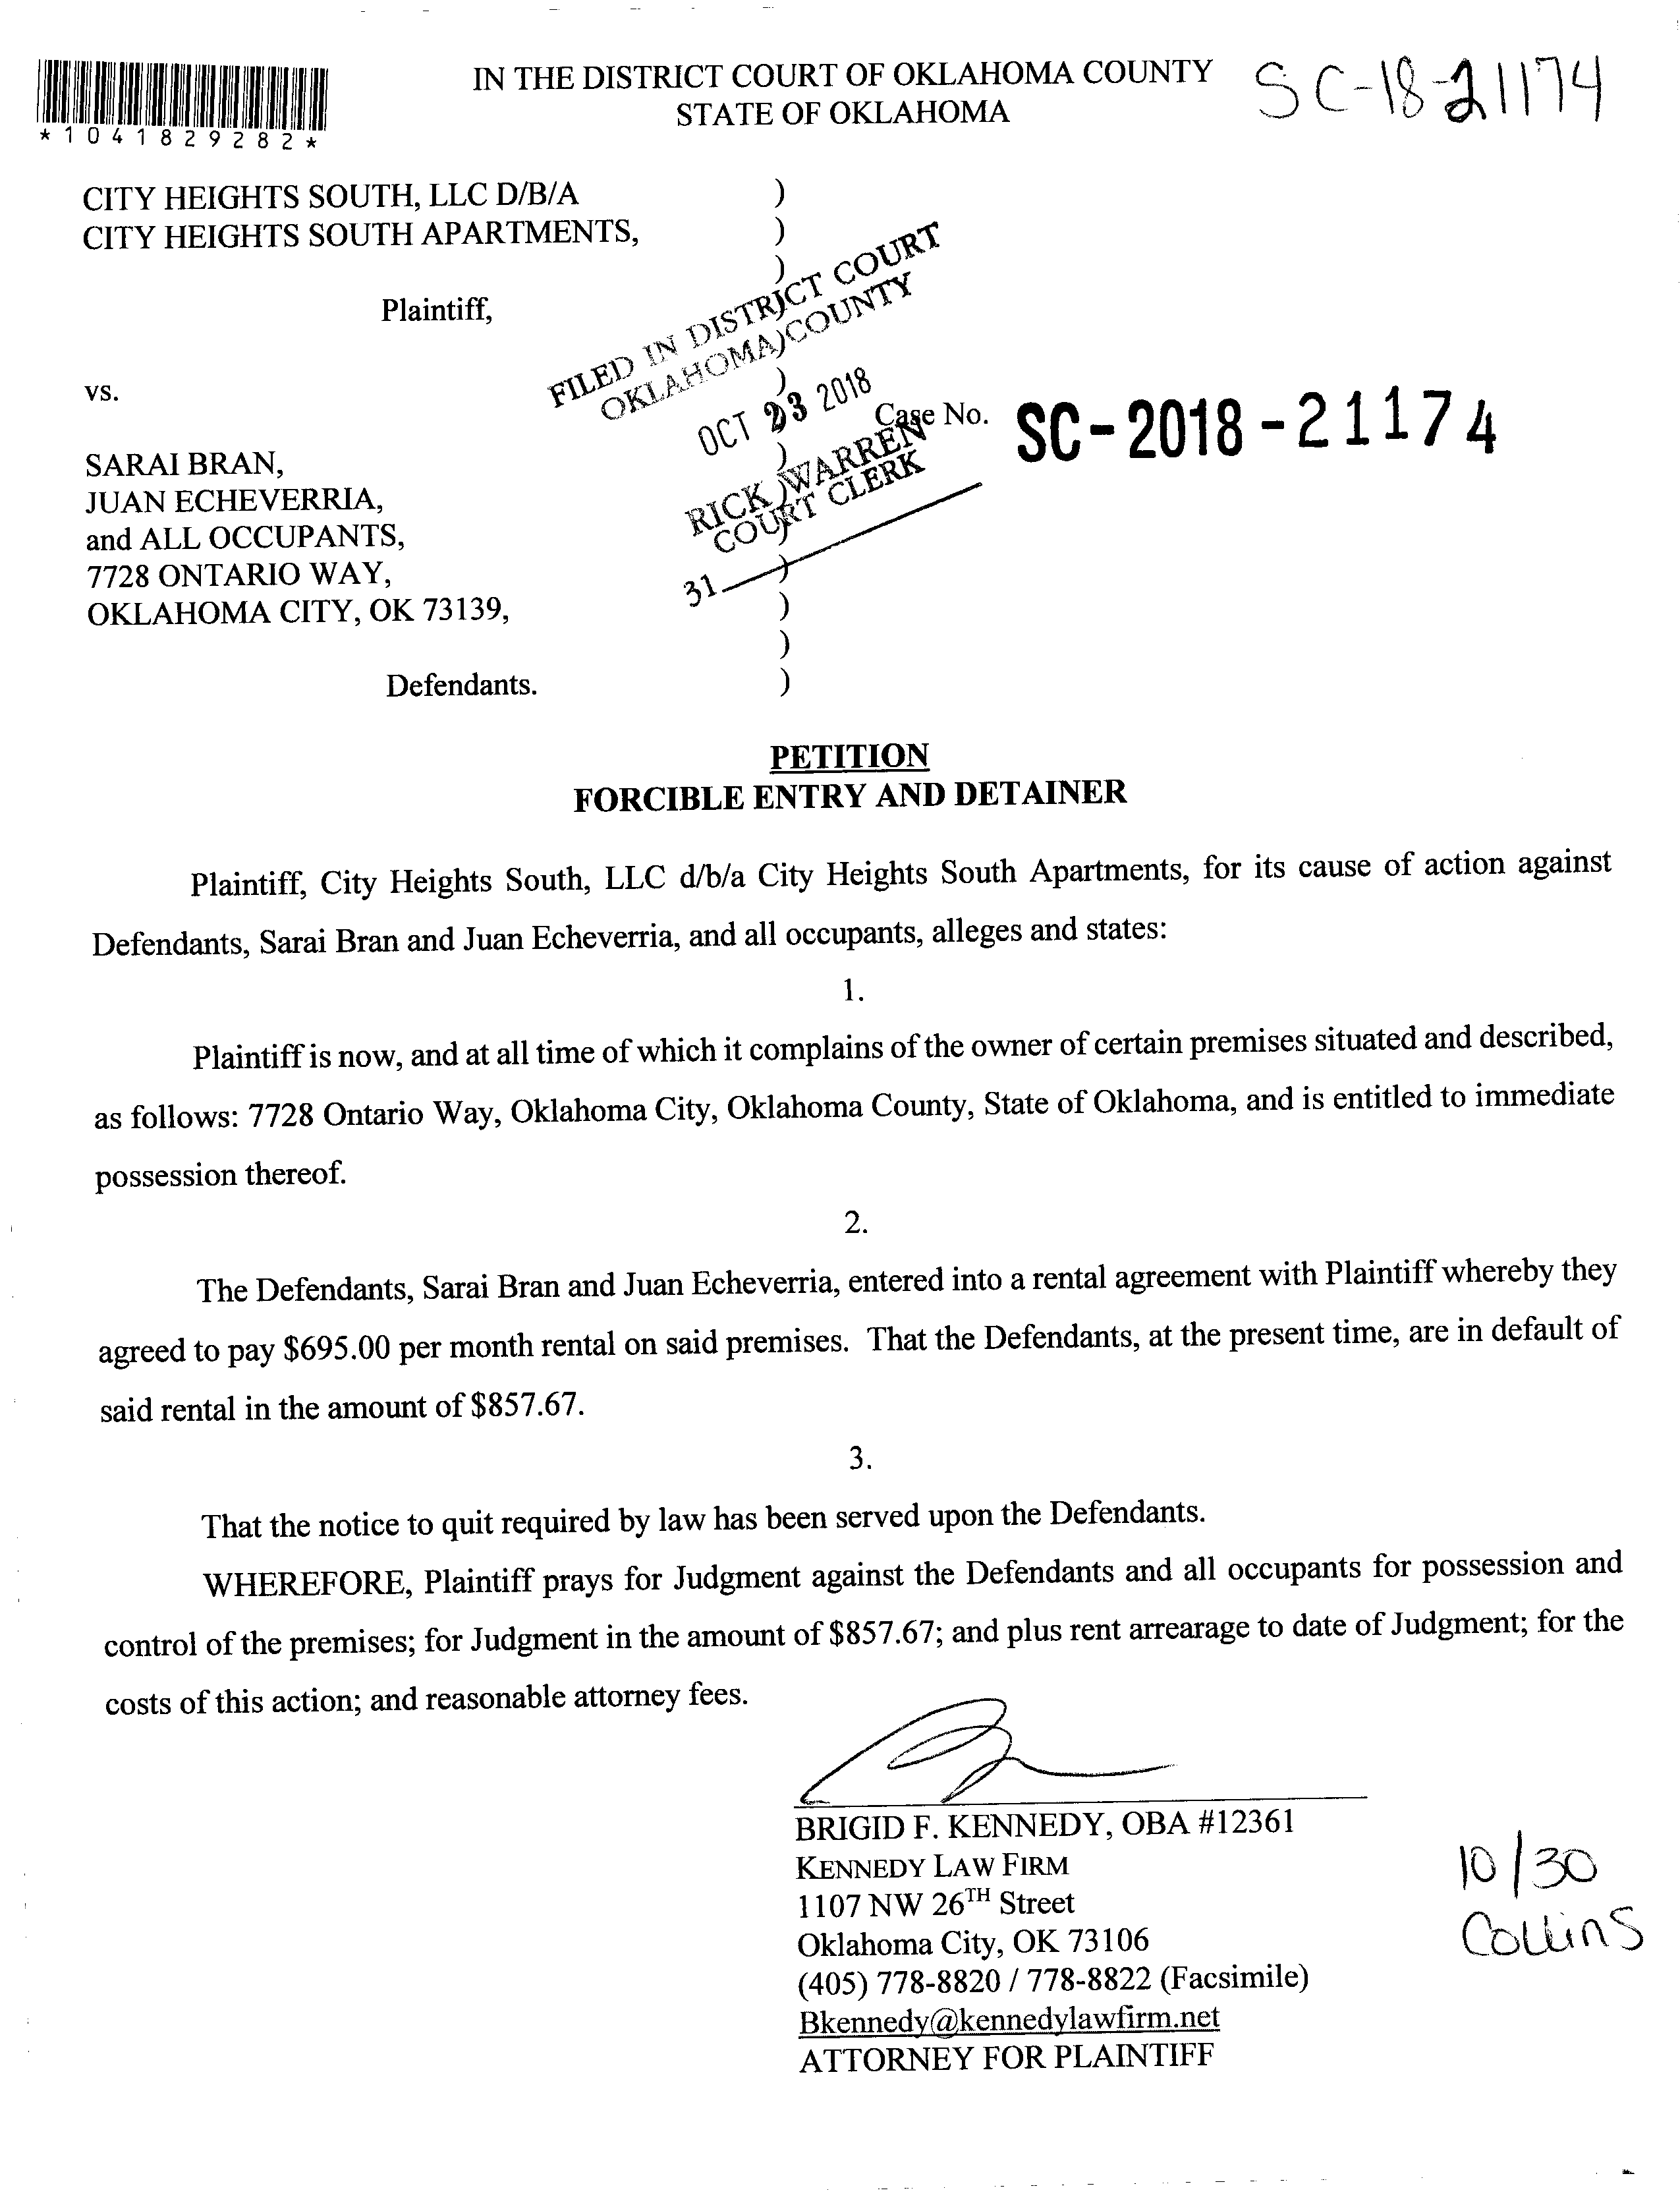 IN THE DISTRICT COURT OF OKLAHOMA COUNTY
STATE OF OKLAHOMA
SC-18-21174
*1041829282*
CITY HEIGHTS SOUTH, LLC D/B/A )
CITY HEIGHTS SOUTH APARTMENTS, )
)
Plaintiff, )
)
vs. )
FILED IN DISTRICT COURT
OKLAHOMA COUNTY
OCT 23 2018
RICK WARREN
COURT CLERK
31
Case No. SC-2018-21174
SARAI BRAN, )
JUAN ECHEVERRIA, )
and ALL OCCUPANTS, )
7728 ONTARIO WAY, )
OKLAHOMA CITY, OK 73139, )
)
Defendants. )
PETITION
FORCIBLE ENTRY AND DETAINER
Plaintiff, City Heights South, LLC d/b/a City Heights South Apartments, for its cause of action against
Defendants, Sarai Bran and Juan Echeverria, and all occupants, alleges and states:
1.
Plaintiff is now, and at all time of which it complains of the owner of certain premises situated and described,
as follows: 7728 Ontario Way, Oklahoma City, Oklahoma County, State of Oklahoma, and is entitled to immediate
possession thereof.
2.
The Defendants, Sarai Bran and Juan Echeverria, entered into a rental agreement with Plaintiff whereby they
agreed to pay $695.00 per month rental on said premises. That the Defendants, at the present time, are in default of
said rental in the amount of $857.67.
3.
That the notice to quit required by law has been served upon the Defendants.
WHEREFORE, Plaintiff prays for Judgment against the Defendants and all occupants for possession and
control of the premises; for Judgment in the amount of $857.67; and plus rent arrearage to date of Judgment; for the
costs of this action; and reasonable attorney fees.
BRIGID F. KENNEDY, OBA #12361
KENNEDY LAW FIRM
1107 NW 26TH Street
Oklahoma City, OK 73106
(405) 778-8820 / 778-8822 (Facsimile)
Bkennedy@kennedylawfirm.net
ATTORNEY FOR PLAINTIFF
10/30
Collins